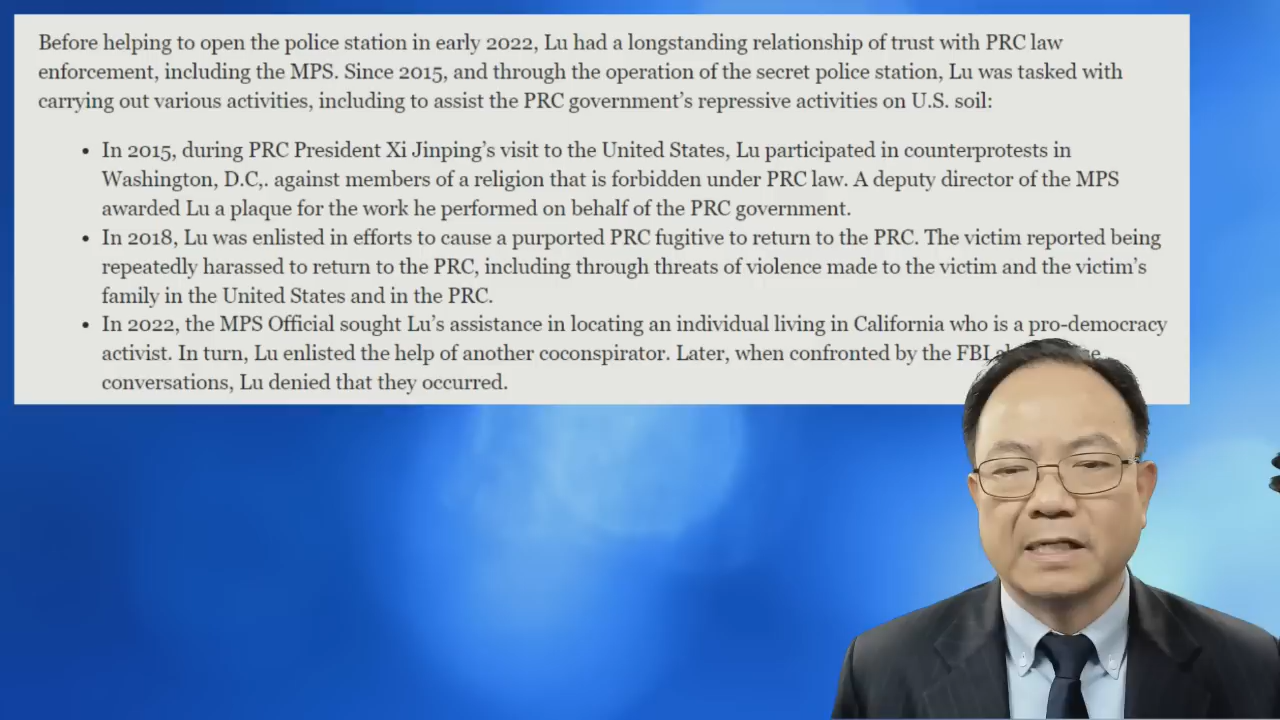 Before helping to open the police station in early 2022, Lu had a longstanding relationship of trust with PRC law
enforcement, including the MPS. Since 2015, and through the operation of the secret police station, Lu was tasked with
carrying out various activities, including to assist the PRC government’s repressive activities on U.S. soil:
• In 2015, during PRC President Xi Jinping’s visit to the United States, Lu participated in counterprotests in
Washington, D.C,. against members of a religion that is forbidden under PRC law. A deputy director of the MPS
awarded Lu a plaque for the work he performed on behalf of the PRC government.
• In 2018, Lu was enlisted in efforts to cause a purported PRC fugitive to return to the PRC. The victim reported being
repeatedly harassed to return to the PRC, including through threats of violence made to the victim and the victim’s
family in the United States and in the PRC.
• In 2022, the MPS Official sought Lu’s assistance in locating an individual living in California who is a pro-democracy
activist. In turn, Lu enlisted the help of another coconspirator. Later, when confronted by the FBI
conversations, Lu denied that they occurred.